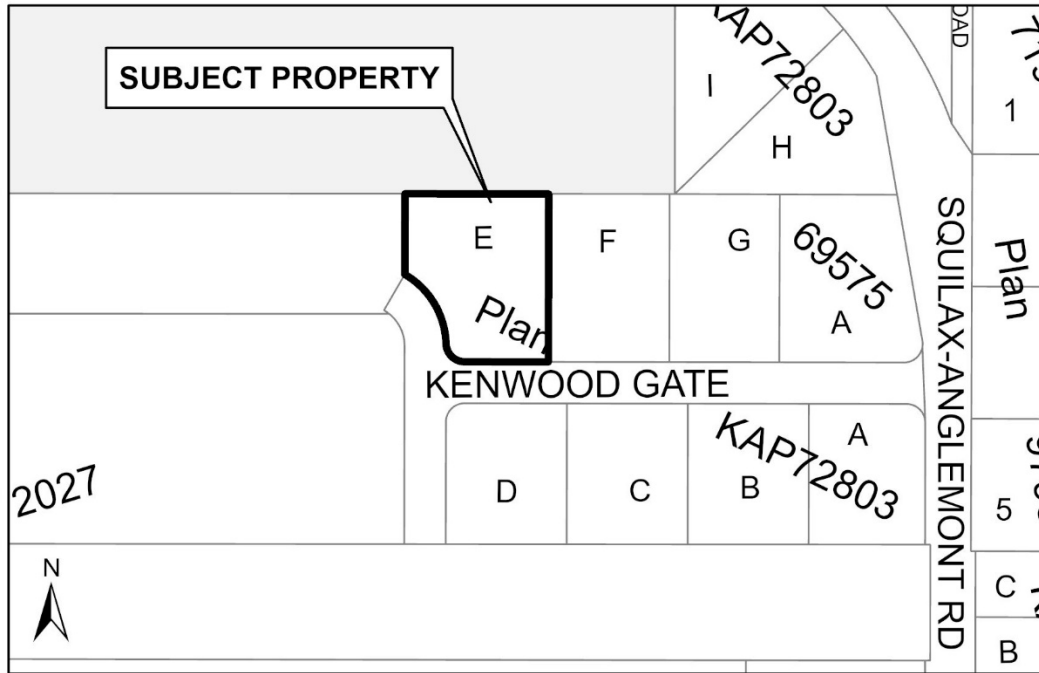 SUBJECT PROPERTY
KAP72803
I
H
1
E
F
G
69575
A
Plan
Plan
SQUILAX-ANGLEMONT RD
KENWOOD GATE
2027
D
C
B
KAP72803
A
5
N
C
B